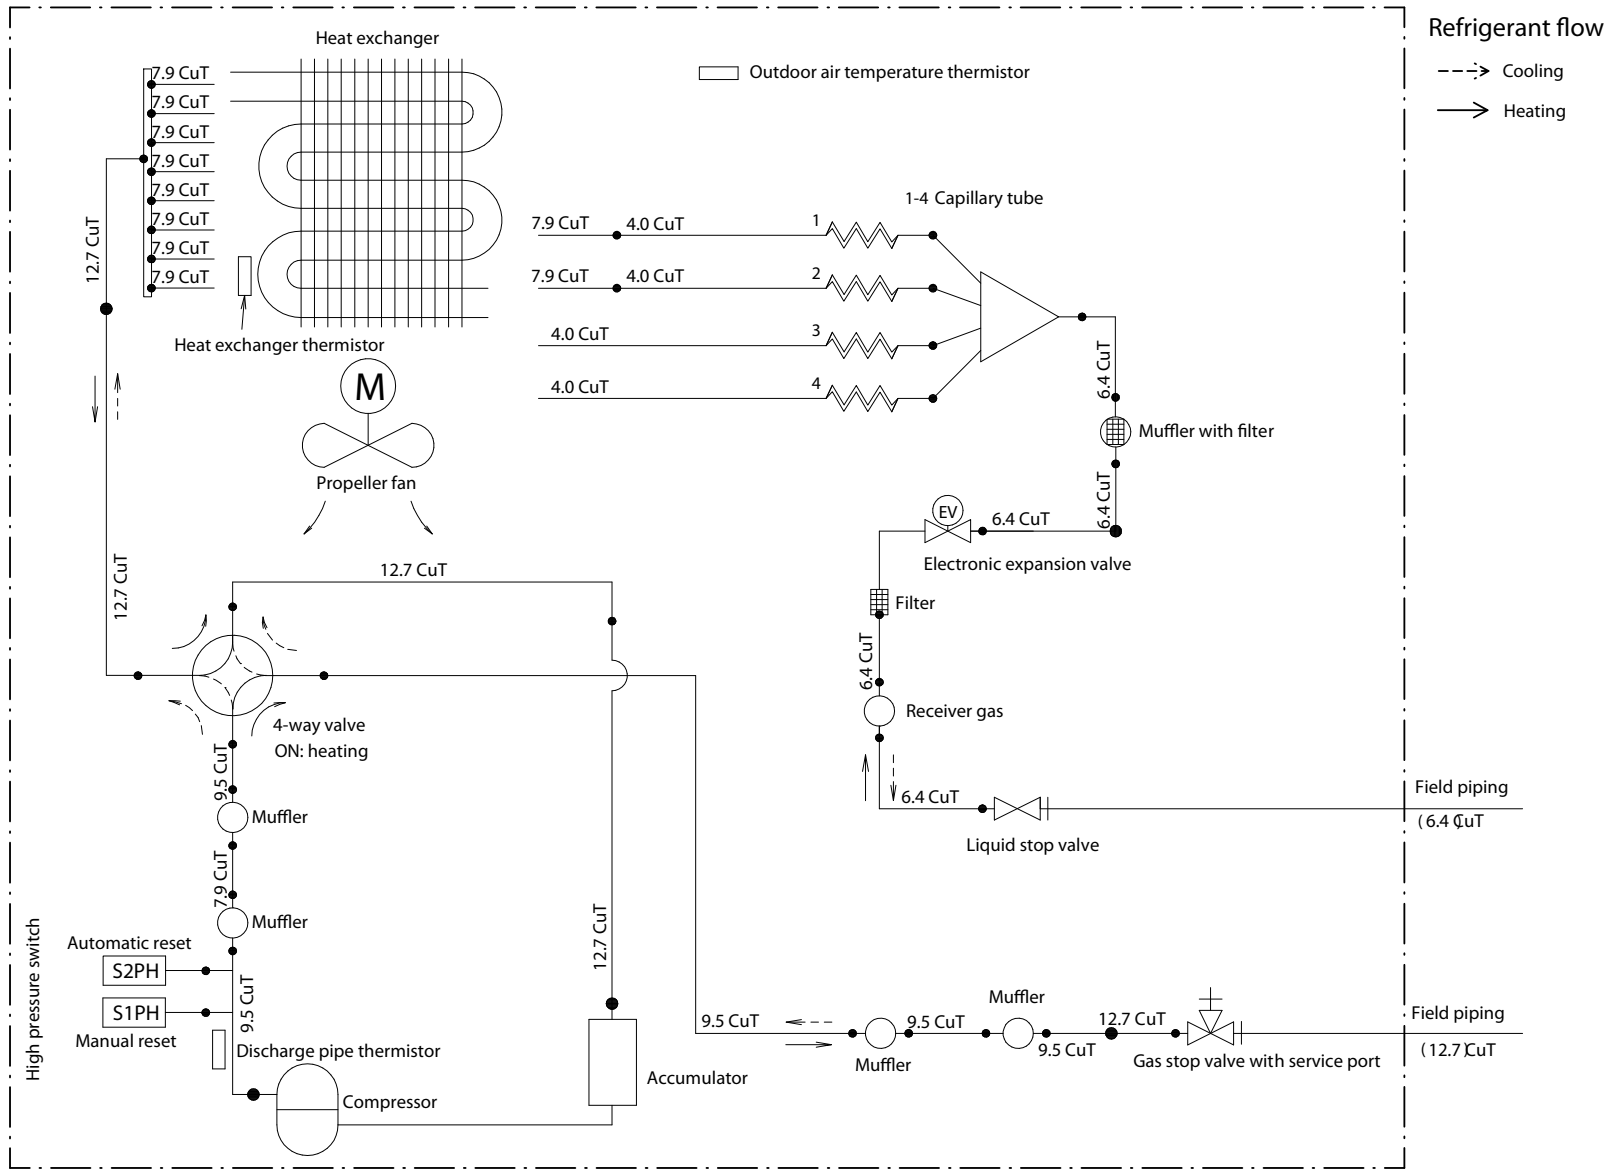 Refrigerant flow
Cooling
Heating
Heat exchanger
Outdoor air temperature thermistor
7.9 CuT
7.9 CuT
7.9 CuT
7.9 CuT
7.9 CuT
7.9 CuT
7.9 CuT
7.9 CuT
12.7 CuT
Heat exchanger thermistor
1-4 Capillary tube
7.9 CuT
4.0 CuT
1
7.9 CuT
4.0 CuT
2
4.0 CuT
3
4.0 CuT
4
6.4 CuT
Muffler with filter
6.4 CuT
M
Propeller fan
EV
6.4 CuT
Electronic expansion valve
Filter
6.4 CuT
Receiver gas
12.7 CuT
12.7 CuT
4-way valve
ON: heating
9.5 CuT
Muffler
7.9 CuT
Muffler
6.4 CuT
Liquid stop valve
Field piping
(6.4 CuT
High pressure switch
Automatic reset
S2PH
S1PH
Manual reset
9.5 CuT
Discharge pipe thermistor
Compressor
12.7 CuT
Accumulator
9.5 CuT
Muffler
9.5 CuT
Muffler
9.5 CuT
12.7 CuT
Gas stop valve with service port
Field piping
(12.7)CuT